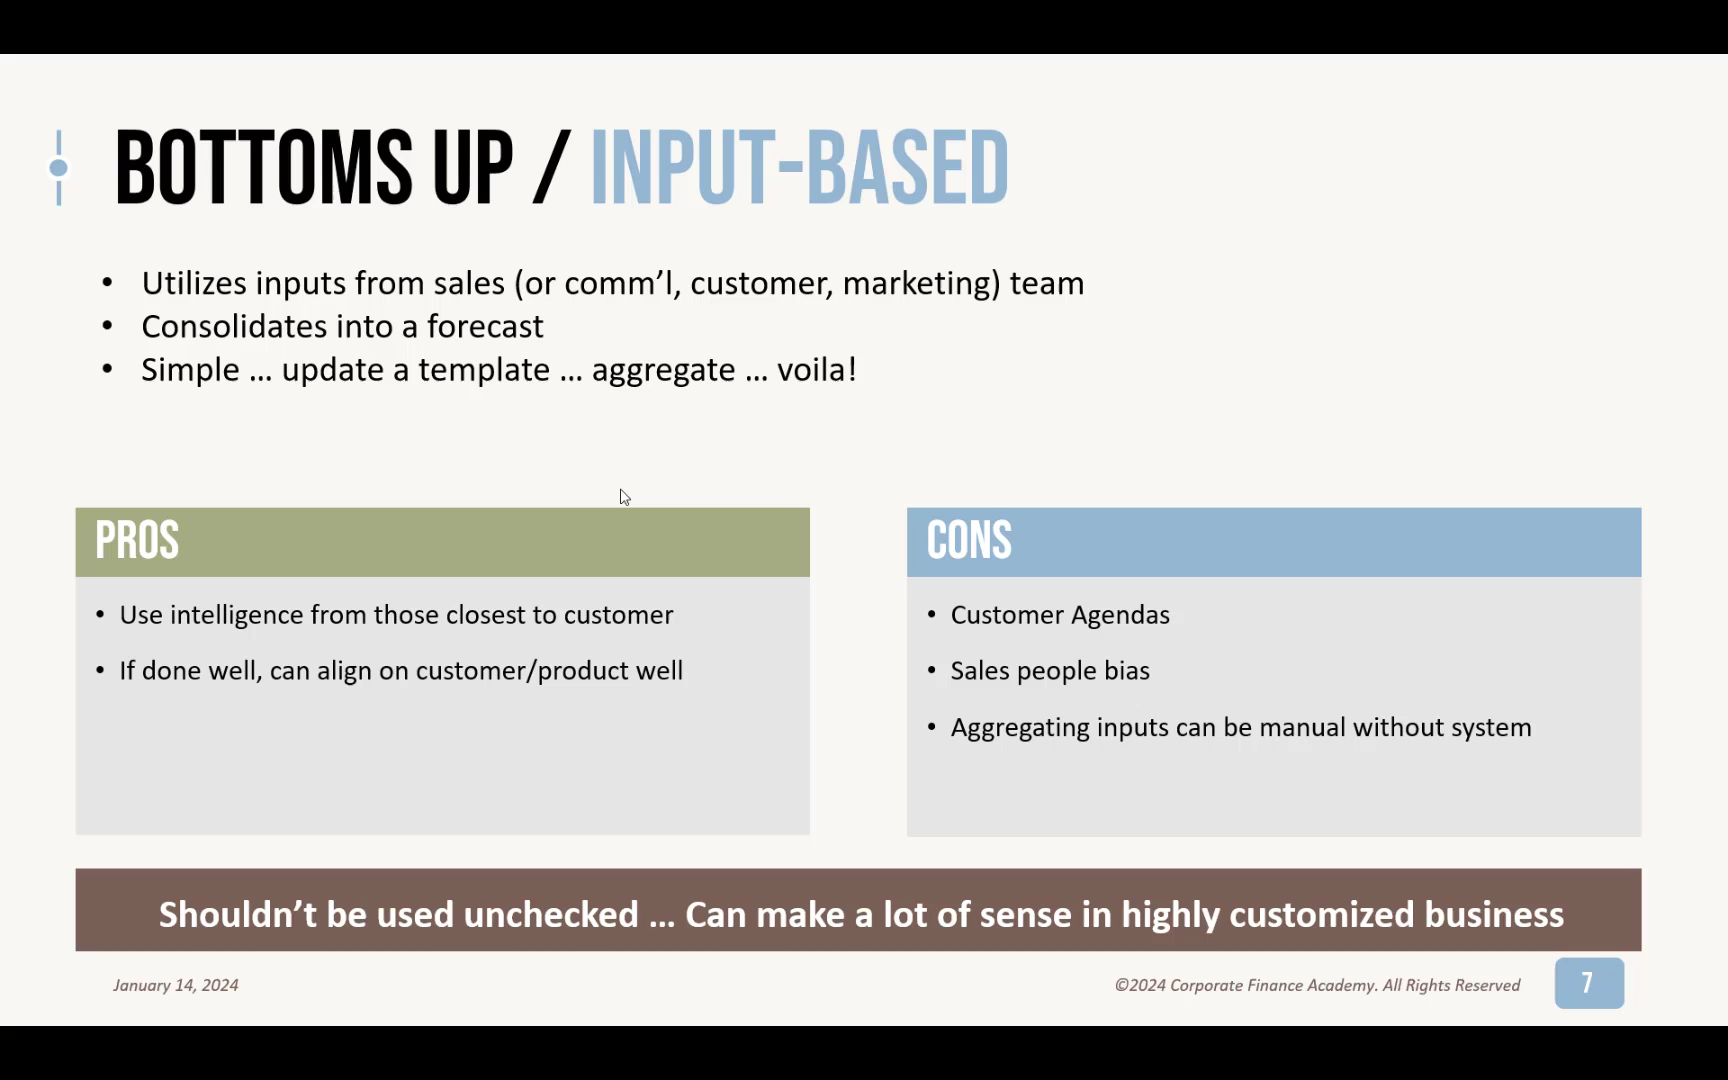 BOTTOMS UP / INPUT-BASED
• Utilizes inputs from sales (or comm’l, customer, marketing) team
• Consolidates into a forecast
• Simple … update a template … aggregate … voila!
PROS
• Use intelligence from those closest to customer
• If done well, can align on customer/product well
CONS
• Customer Agendas
• Sales people bias
• Aggregating inputs can be manual without system
Shouldn’t be used unchecked … Can make a lot of sense in highly customized business
January 14, 2024
©2024 Corporate Finance Academy. All Rights Reserved
7